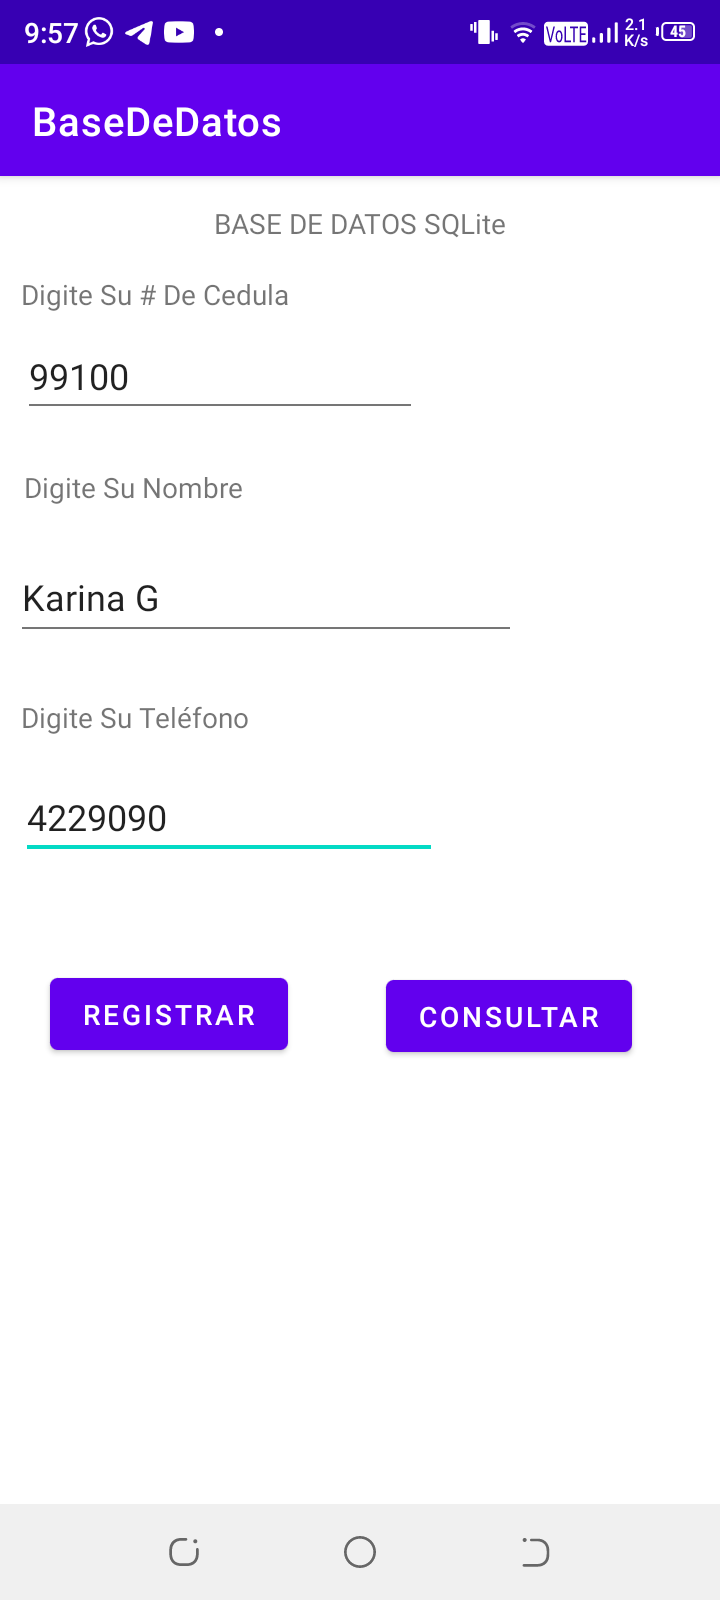 9:57 VoLTE 2.1 K/s 45
BaseDeDatos
BASE DE DATOS SQLite
Digite Su # De Cedula
99100
Digite Su Nombre
Karina G
Digite Su Teléfono
4229090
REGISTRAR CONSULTAR